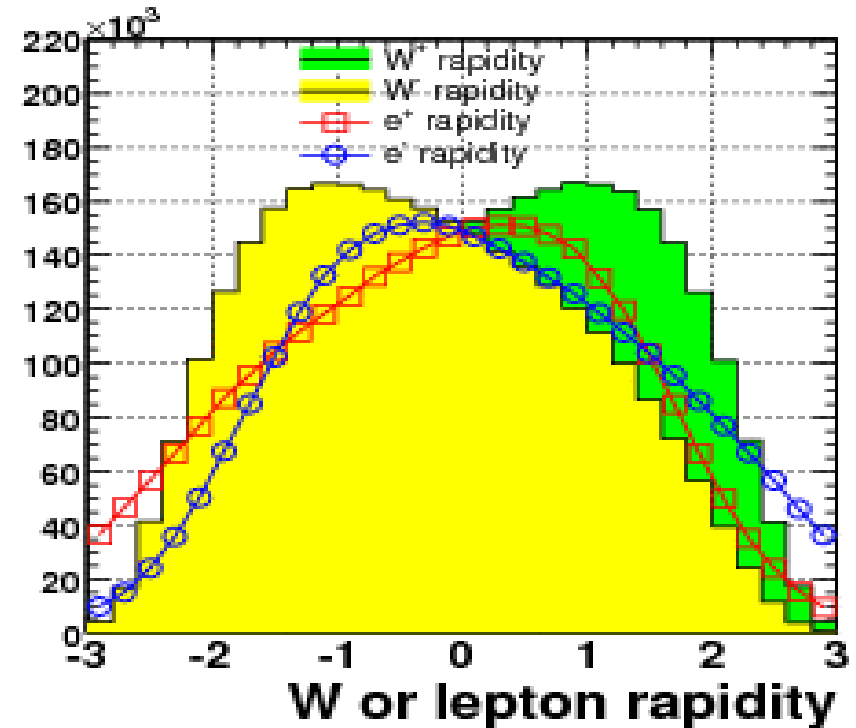 ×10³
220
200
180
160
140
120
100
80
60
40
20
0
W⁺ rapidity
W⁻ rapidity
e⁺ rapidity
e⁻ rapidity
-3 -2 -1 0 1 2 3
W or lepton rapidity